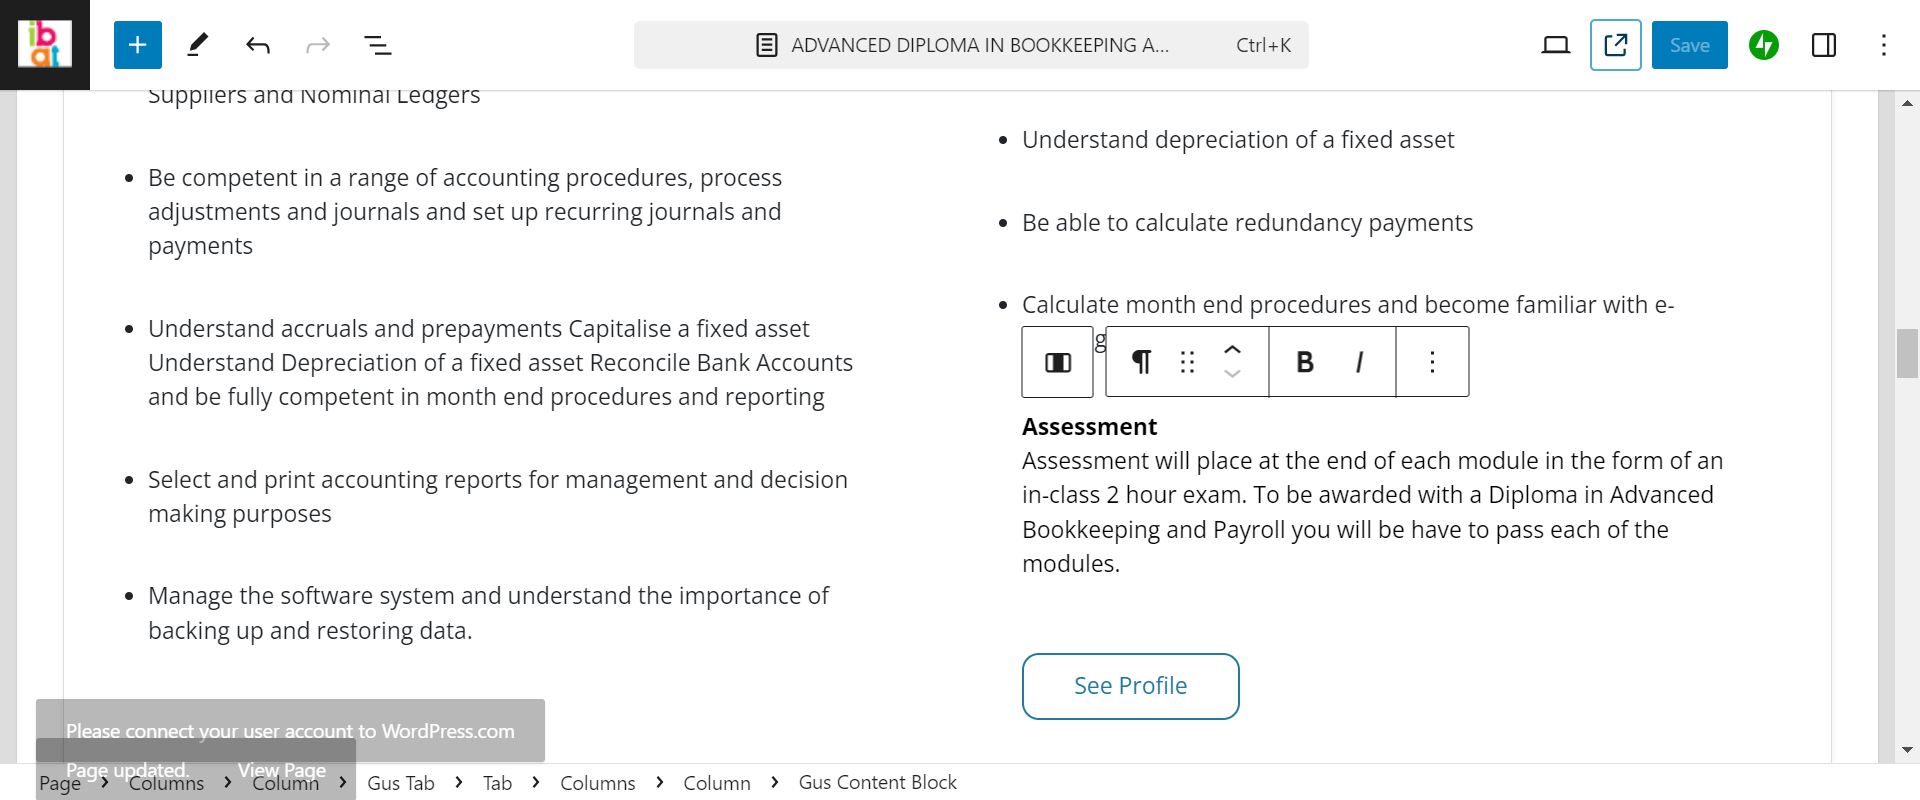 ib
at
ADVANCED DIPLOMA IN BOOKKEEPING A...
Ctrl+K
Save
Suppliers and Nominal Ledgers
Be competent in a range of accounting procedures, process
adjustments and journals and set up recurring journals and
payments
Understand accruals and prepayments Capitalise a fixed asset
Understand Depreciation of a fixed asset Reconcile Bank Accounts
and be fully competent in month end procedures and reporting
Select and print accounting reports for management and decision
making purposes
Manage the software system and understand the importance of
backing up and restoring data.
Understand depreciation of a fixed asset
Be able to calculate redundancy payments
Calculate month end procedures and become familiar with e-
g
B I
Assessment
Assessment will place at the end of each module in the form of an
in-class 2 hour exam. To be awarded with a Diploma in Advanced
Bookkeeping and Payroll you will be have to pass each of the
modules.
See Profile
Please connect your user account to WordPress.com
Page updated. View Page
Page > Columns > Column > Gus Tab > Tab > Columns > Column > Gus Content Block